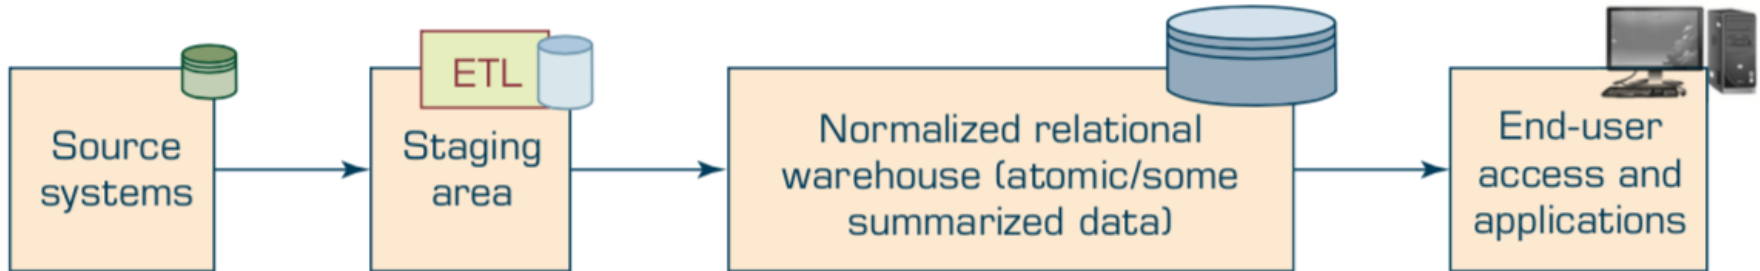 Source
systems
ETL
Staging
area
Normalized relational
warehouse (atomic/some
summarized data)
End-user
access and
applications